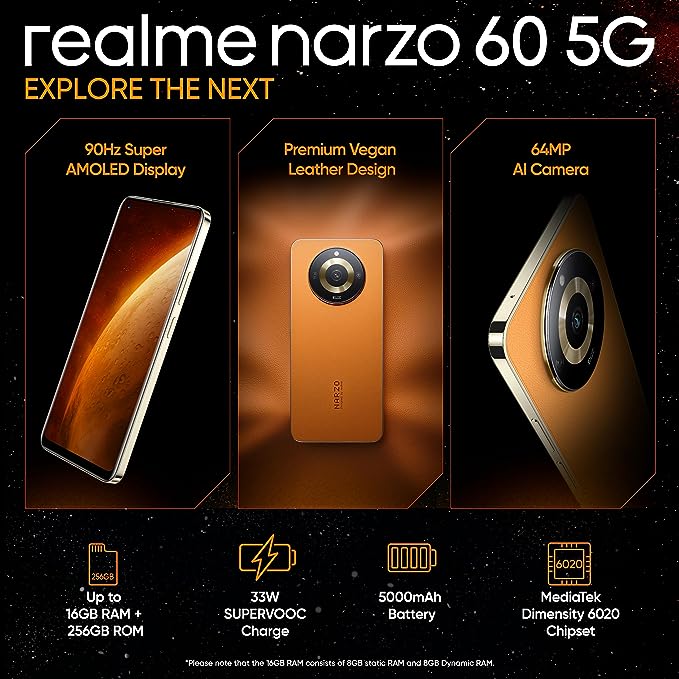 realme narzo 60 5G
EXPLORE THE NEXT
90Hz Super
AMOLED Display
Premium Vegan
Leather Design
64MP
AI Camera
NARZO
256GB
Up to
16GB RAM +
256GB ROM
33W
SUPERVOOC
Charge
5000mAh
Battery
6020
MediaTek
Dimensity 6020
Chipset
*Please note that the 16GB RAM consists of 8GB static RAM and 8GB Dynamic RAM.